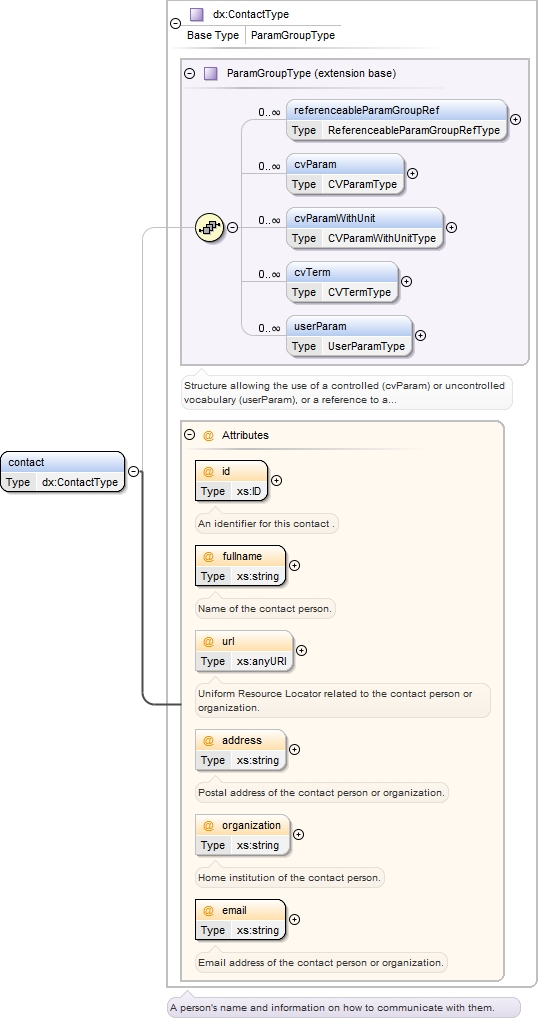 dx:ContactType
Base Type ParamGroupType
ParamGroupType (extension base)
0..∞ referenceableParamGroupRef
Type ReferenceableParamGroupRefType
0..∞ cvParam
Type CVParamType
0..∞ cvParamWithUnit
Type CVParamWithUnitType
0..∞ cvTerm
Type CVTermType
0..∞ userParam
Type UserParamType
Structure allowing the use of a controlled (cvParam) or uncontrolled
vocabulary (userParam), or a reference to a...
@ Attributes
contact
Type dx:ContactType
@ id
Type xs:ID
An identifier for this contact .
@ fullname
Type xs:string
Name of the contact person.
@ url
Type xs:anyURI
Uniform Resource Locator related to the contact person or
organization.
@ address
Type xs:string
Postal address of the contact person or organization.
@ organization
Type xs:string
Home institution of the contact person.
@ email
Type xs:string
Email address of the contact person or organization.
A person's name and information on how to communicate with them.